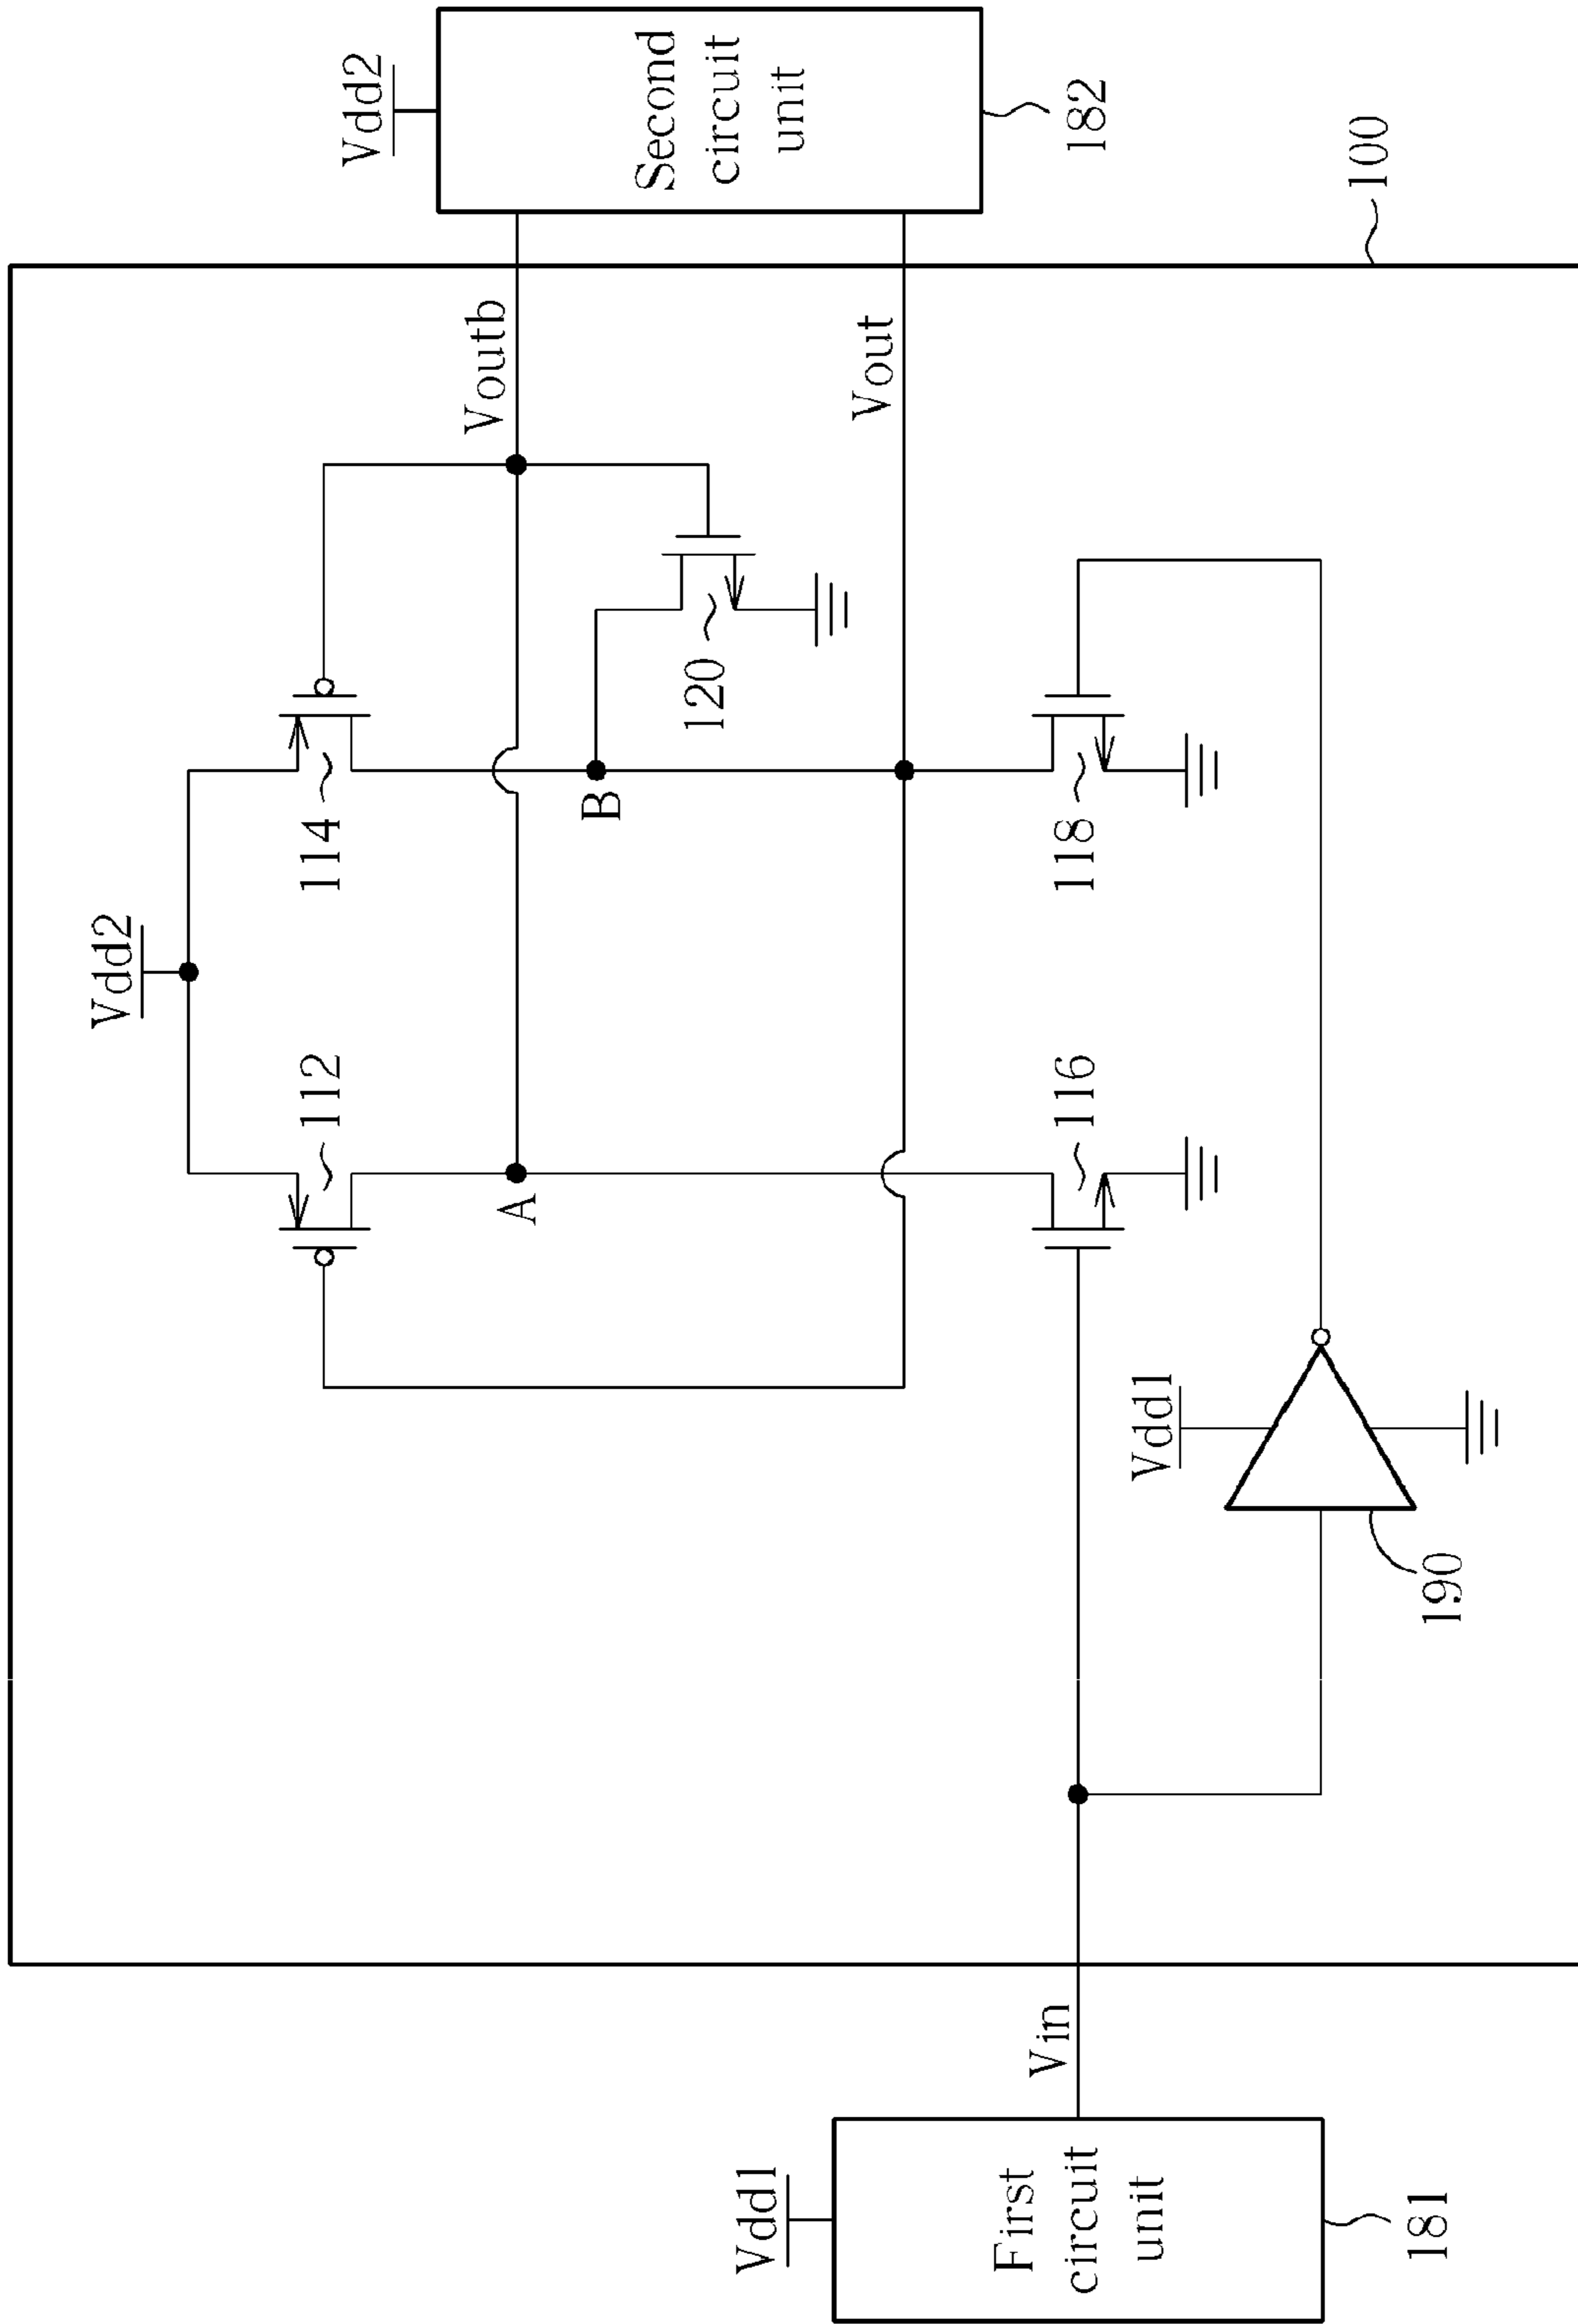 Vdd1
First
circuit
unit
181
Vin
Vdd2
112
114
A
B
116
118
120
Vdd1
190
Voutb
Vout
100
Vdd2
Second
circuit
unit
182